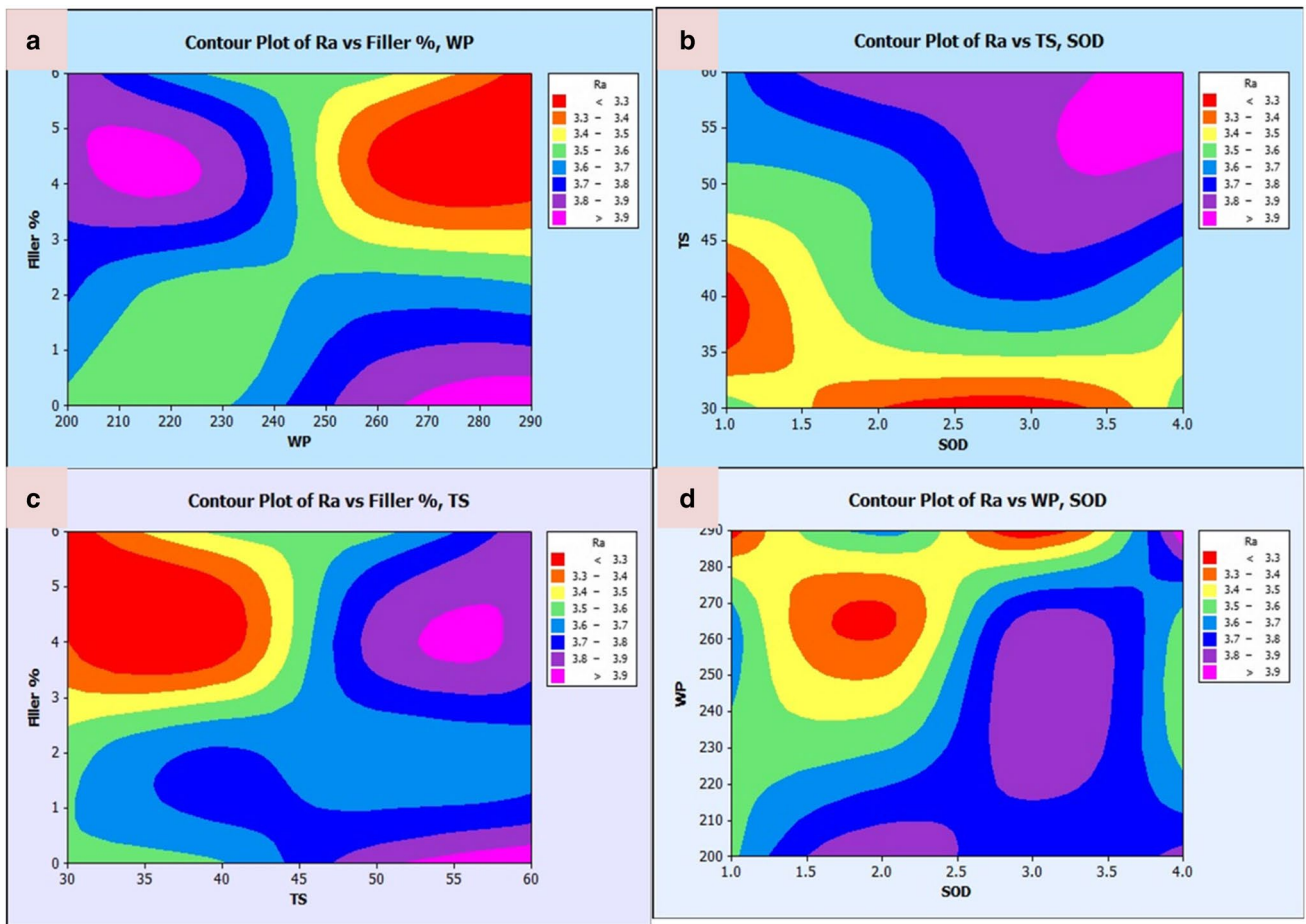 a
Contour Plot of Ra vs Filler %, WP
Filler %
6
5
4
3
2
1
0
200 210 220 230 240 250 260 270 280 290
WP
Ra
< 3.3
3.3 – 3.4
3.4 – 3.5
3.5 – 3.6
3.6 – 3.7
3.7 – 3.8
3.8 – 3.9
> 3.9
b
Contour Plot of Ra vs TS, SOD
TS
60
55
50
45
40
35
30
1.0 1.5 2.0 2.5 3.0 3.5 4.0
SOD
Ra
< 3.3
3.3 – 3.4
3.4 – 3.5
3.5 – 3.6
3.6 – 3.7
3.7 – 3.8
3.8 – 3.9
> 3.9
c
Contour Plot of Ra vs Filler %, TS
Filler %
6
5
4
3
2
1
0
30 35 40 45 50 55 60
TS
Ra
< 3.3
3.3 – 3.4
3.4 – 3.5
3.5 – 3.6
3.6 – 3.7
3.7 – 3.8
3.8 – 3.9
> 3.9
d
Contour Plot of Ra vs WP, SOD
WP
290
280
270
260
250
240
230
220
210
200
1.0 1.5 2.0 2.5 3.0 3.5 4.0
SOD
Ra
< 3.3
3.3 – 3.4
3.4 – 3.5
3.5 – 3.6
3.6 – 3.7
3.7 – 3.8
3.8 – 3.9
> 3.9